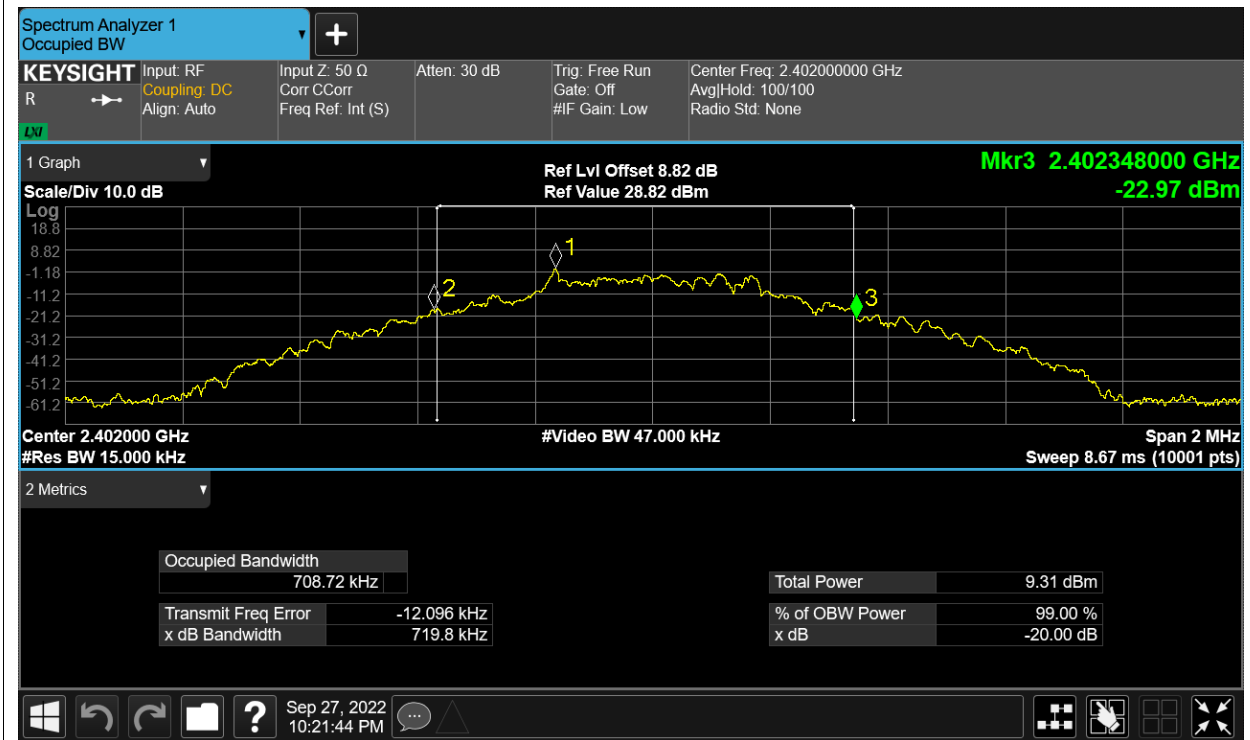 Spectrum Analyzer 1
Occupied BW
KEYSIGHT
R
LXI
Input: RF
Coupling: DC
Align: Auto
Input Z: 50 Ω
Corr CCorr
Freq Ref: Int (S)
Atten: 30 dB
Trig: Free Run
Gate: Off
#IF Gain: Low
Center Freq: 2.402000000 GHz
Avg|Hold: 100/100
Radio Std: None
1 Graph
Scale/Div 10.0 dB
Ref Lvl Offset 8.82 dB
Ref Value 28.82 dBm
Mkr3 2.402348000 GHz
-22.97 dBm
Log
18.8
8.82
-1.18
-11.2
-21.2
-31.2
-41.2
-51.2
-61.2
1
2
3
Center 2.402000 GHz
#Video BW 47.000 kHz
Span 2 MHz
#Res BW 15.000 kHz
Sweep 8.67 ms (10001 pts)
2 Metrics
Occupied Bandwidth
708.72 kHz
Transmit Freq Error -12.096 kHz
x dB Bandwidth 719.8 kHz
Total Power 9.31 dBm
% of OBW Power 99.00 %
x dB -20.00 dB
?
Sep 27, 2022
10:21:44 PM